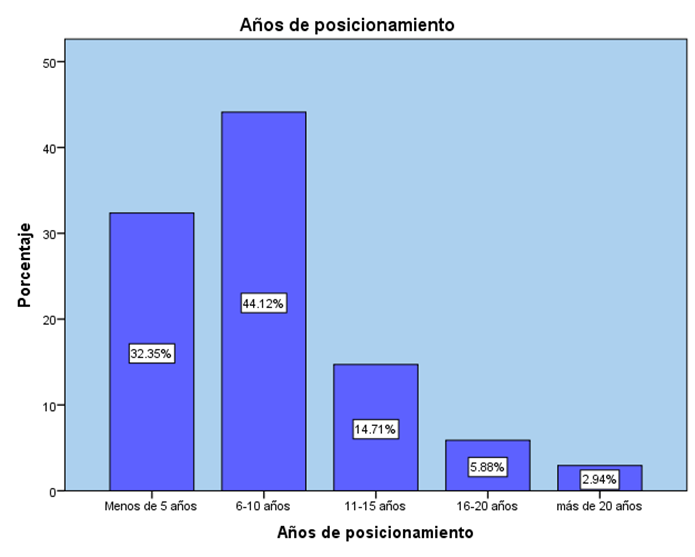 Años de posicionamiento
Porcentaje
50
40
30
20
10
0
32.35%
44.12%
14.71%
5.88%
2.94%
Menos de 5 años
6-10 años
11-15 años
16-20 años
más de 20 años
Años de posicionamiento